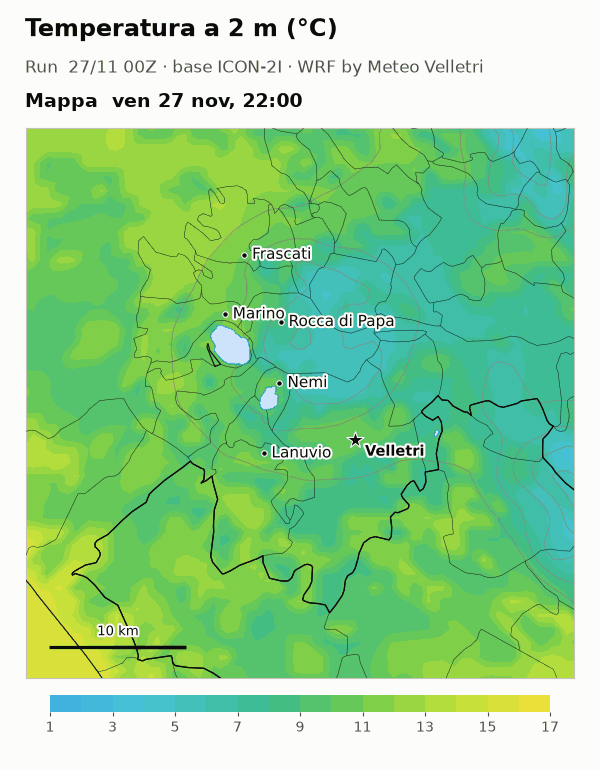 Temperatura a 2 m (°C)
Run  27/11 00Z · base ICON-2I · WRF by Meteo Velletri
Mappa  ven 27 nov, 22:00
Frascati
Marino
Rocca di Papa
Nemi
Velletri
Lanuvio
10 km
1 3 5 7 9 11 13 15 17